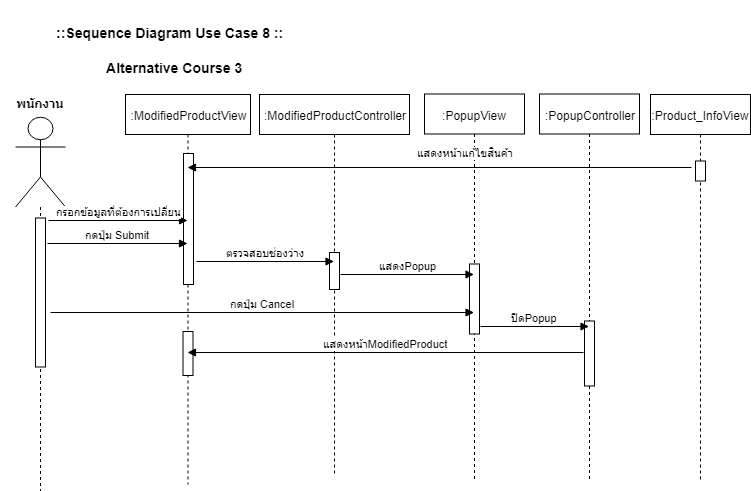 ::Sequence Diagram Use Case 8 ::
Alternative Course 3
พนักงาน
:ModifiedProductView
:ModifiedProductController
:PopupView
:PopupController
:Product_InfoView
แสดงหน้าแก้ไขสินค้า
กรอกข้อมูลที่ต้องการเปลี่ยน
กดปุ่ม Submit
ตรวจสอบช่องว่าง
แสดงPopup
กดปุ่ม Cancel
ปิดPopup
แสดงหน้าModifiedProduct